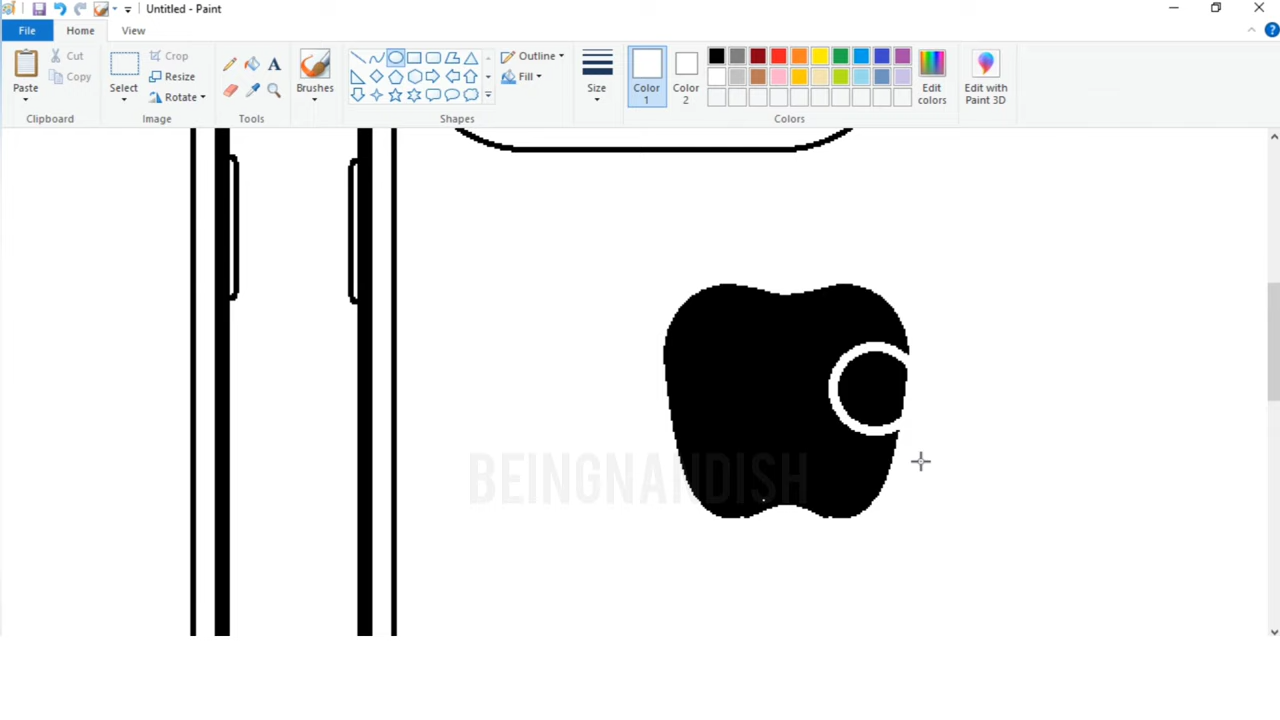 Untitled - Paint
File Home View
Paste
Cut
Copy
Clipboard
Select
Crop
Resize
Rotate
Image
A
Tools
Brushes
Shapes
Outline
Fill
Size
Color 1
Color 2
Edit colors
Colors
Edit with Paint 3D
BEINGNANDISH